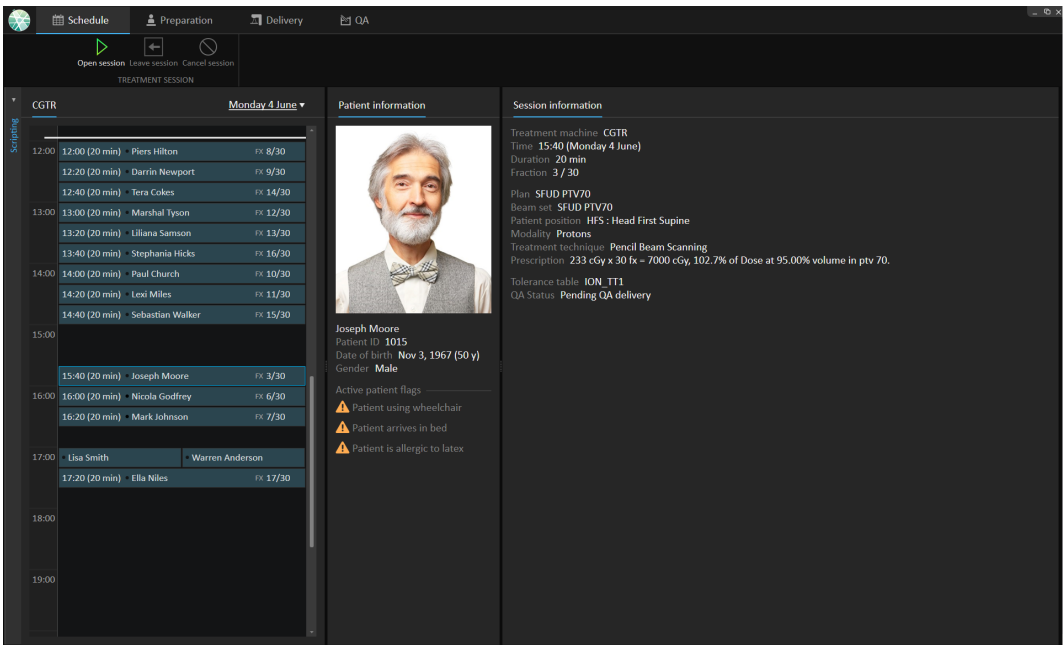 Schedule
Preparation
Delivery
QA
Open session
Leave session
Cancel session
TREATMENT SESSION
Scripting
CGTR
Monday 4 June
12:00
12:00 (20 min) Piers Hilton FX 8/30
12:20 (20 min) Darrin Newport FX 9/30
12:40 (20 min) Tera Cokes FX 14/30
13:00
13:00 (20 min) Marshal Tyson FX 12/30
13:20 (20 min) Liliana Samson FX 13/30
13:40 (20 min) Stephania Hicks FX 16/30
14:00
14:00 (20 min) Paul Church FX 10/30
14:20 (20 min) Lexi Miles FX 11/30
14:40 (20 min) Sebastian Walker FX 15/30
15:00
15:40 (20 min) Joseph Moore FX 3/30
16:00
16:00 (20 min) Nicola Godfrey FX 6/30
16:20 (20 min) Mark Johnson FX 7/30
17:00
Lisa Smith
Warren Anderson
17:20 (20 min) Ella Niles FX 17/30
18:00
19:00
Patient information
Joseph Moore
Patient ID 1015
Date of birth Nov 3, 1967 (50 y)
Gender Male
Active patient flags
Patient using wheelchair
Patient arrives in bed
Patient is allergic to latex
Session information
Treatment machine CGTR
Time 15:40 (Monday 4 June)
Duration 20 min
Fraction 3 / 30
Plan SFUD PTV70
Beam set SFUD PTV70
Patient position HFS : Head First Supine
Modality Protons
Treatment technique Pencil Beam Scanning
Prescription 233 cGy x 30 fx = 7000 cGy, 102.7% of Dose at 95.00% volume in ptv 70.
Tolerance table ION_TT1
QA Status Pending QA delivery